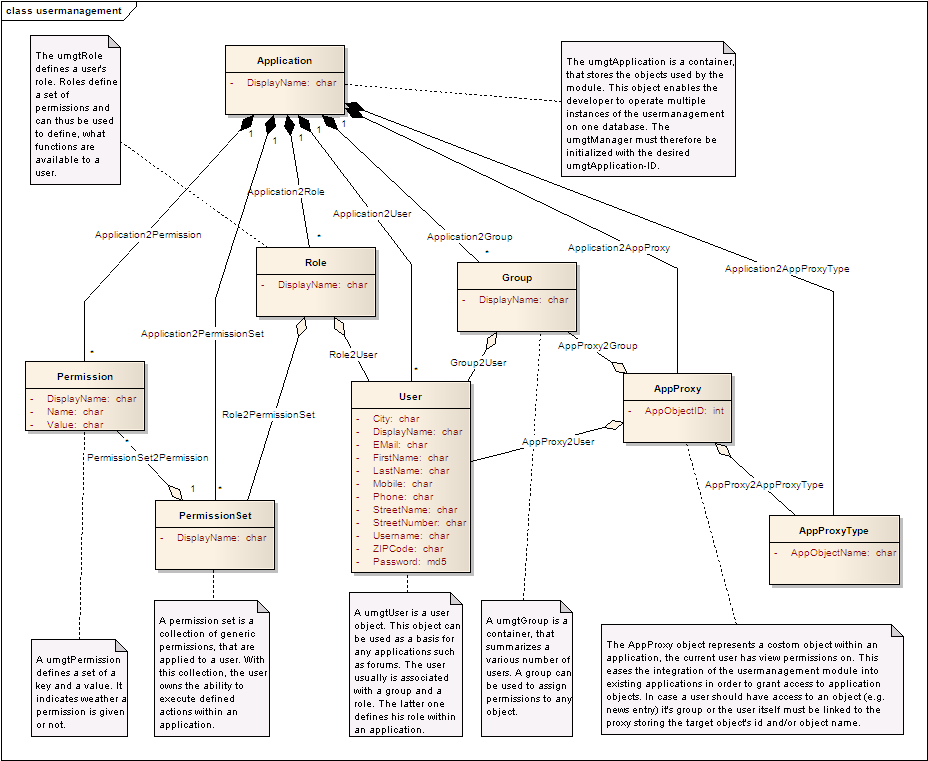 class usermanagement
The umgtRole
defines a user's
role. Roles define
a set of
permissions and
can thus be used
to define, what
functions are
available to a
user.
Application
- DisplayName: char
The umgtApplication is a container,
that stores the objects used by the
module. This object enables the
developer to operate multiple
instances of the usermanagement
on one database. The
umgtManager must therefore be
initialized with the desired
umgtApplication-ID.
1
1
1
1
1
1
Application2Role
Application2User
Application2Permission
Application2Group
Application2AppProxy
Application2AppProxyType
*
*
Role
- DisplayName: char
Group
- DisplayName: char
Application2PermissionSet
Role2User
Group2User
AppProxy2Group
*
*
Permission
- DisplayName: char
- Name: char
- Value: char
User
- City: char
- DisplayName: char
- EMail: char
- FirstName: char
- LastName: char
- Mobile: char
- Phone: char
- StreetName: char
- StreetNumber: char
- Username: char
- ZIPCode: char
- Password: md5
AppProxy
- AppObjectID: int
Role2PermissionSet
*
AppProxy2User
PermissionSet2Permission
1
*
AppProxy2AppProxyType
PermissionSet
- DisplayName: char
AppProxyType
- AppObjectName: char
A umgtPermission
defines a set of a
key and a value. It
indicates weather a
permission is given
or not.
A permission set is a
collection of generic
permissions, that are
applied to a user. With
this collection, the user
owns the ability to
execute defined
actions within an
application.
A umgtUser is a user
object. This object can
be used as a basis for
any applications such
as forums. The user
usually is associated
with a group and a
role. The latter one
defines his role within
an application.
A umgtGroup is a
container, that
summarizes a
various number of
users. A group can
be used to assign
permissions to any
object.
The AppProxy object represents a costom object within an
application, the current user has view permissions on. This
eases the integration of the usermanagement module into
existing applications in order to grant access to application
objects. In case a user should have access to an object (e.g.
news entry) it's group or the user itself must be linked to the
proxy storing the target object's id and/or object name.